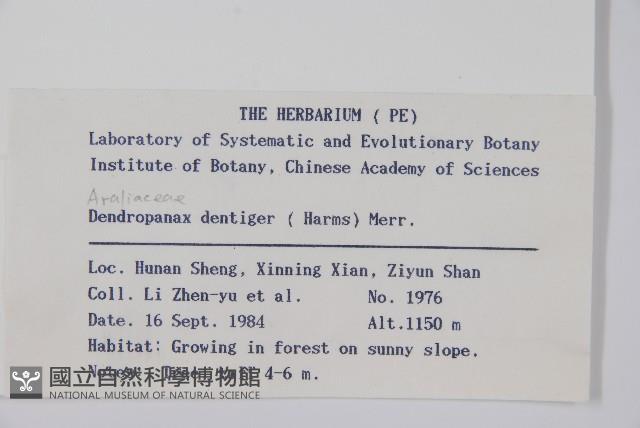 THE HERBARIUM ( PE)
Laboratory of Systematic and Evolutionary Botany
Institute of Botany, Chinese Academy of Sciences
Araliaceae
Dendropanax dentiger ( Harms) Merr.
Loc. Hunan Sheng, Xinning Xian, Ziyun Shan
Coll. Li Zhen-yu et al. No. 1976
Date. 16 Sept. 1984 Alt.1150 m
Habitat: Growing in forest on sunny slope.
4-6 m.
國立自然科學博物館
NATIONAL MUSEUM OF NATURAL SCIENCE